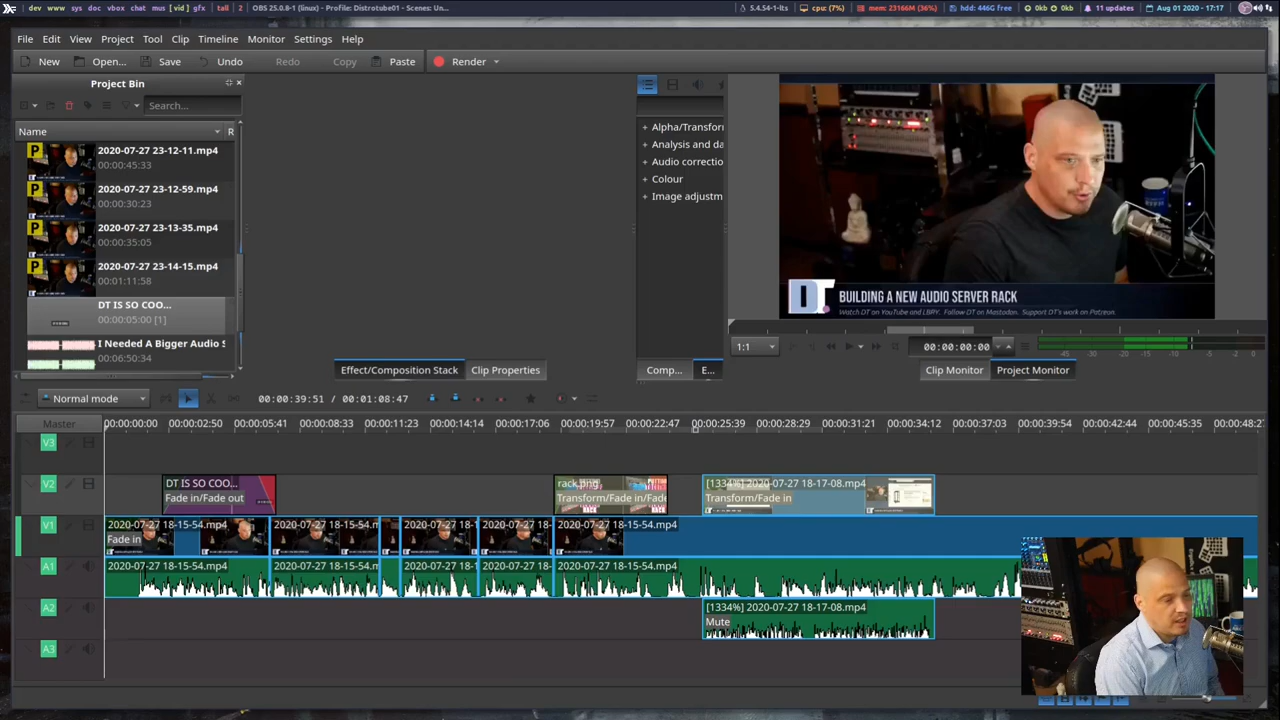 dev www sys doc vbox chat mus [ vid ] gfx tall 2 OBS 25.0.8-1 (linux) - Profile: Distrotube01 - Scenes: Un... 5.4.54-1-lts cpu: (7%) mem: 23166M (36%) hdd: 446G free 0kb 0kb 11 updates Aug 01 2020 - 17:17
File Edit View Project Tool Clip Timeline Monitor Settings Help
New Open... Save Undo Redo Copy Paste Render
Project Bin
Search...
Name R
2020-07-27 23-12-11.mp4
00:00:45:33
2020-07-27 23-12-59.mp4
00:00:30:23
2020-07-27 23-13-35.mp4
00:00:35:05
2020-07-27 23-14-15.mp4
00:01:11:58
DT IS SO COO...
00:00:05:00 [1]
I Needed A Bigger Audio S
00:06:50:34
Effect/Composition Stack Clip Properties
Alpha/Transfor
Analysis and da
Audio correctio
Colour
Image adjustm
Comp... E...
DT BUILDING A NEW AUDIO SERVER RACK
Watch DT on YouTube and LBRY. Follow DT on Mastodon. Support DT's work on Patreon.
1:1 00:00:00:00 -45 -30 -20 -15 -10 -5 -2 0
Clip Monitor Project Monitor
Normal mode 00:00:39:51 / 00:01:08:47
Master 00:00:00:00 00:00:02:50 00:00:05:41 00:00:08:33 00:00:11:23 00:00:14:14 00:00:17:06 00:00:19:57 00:00:22:47 00:00:25:39 00:00:28:29 00:00:31:21 00:00:34:12 00:00:37:03 00:00:39:54 00:00:42:44 00:00:45:35 00:00:48:27
V3
V2 DT IS SO COO... rack.png [1334%] 2020-07-27 18-17-08.mp4
Fade in/Fade out Transform/Fade in/Fade Transform/Fade in
V1 2020-07-27 18-15-54.mp4 2020-07-27 18-15-54.m 2020-07-27 18-1 2020-07-27 18-1 2020-07-27 18-15-54.mp4
Fade in
A1 2020-07-27 18-15-54.mp4 2020-07-27 18-15-54.m 2020-07-27 18-1 2020-07-27 18-1 2020-07-27 18-15-54.mp4
A2 [1334%] 2020-07-27 18-17-08.mp4
Mute
A3